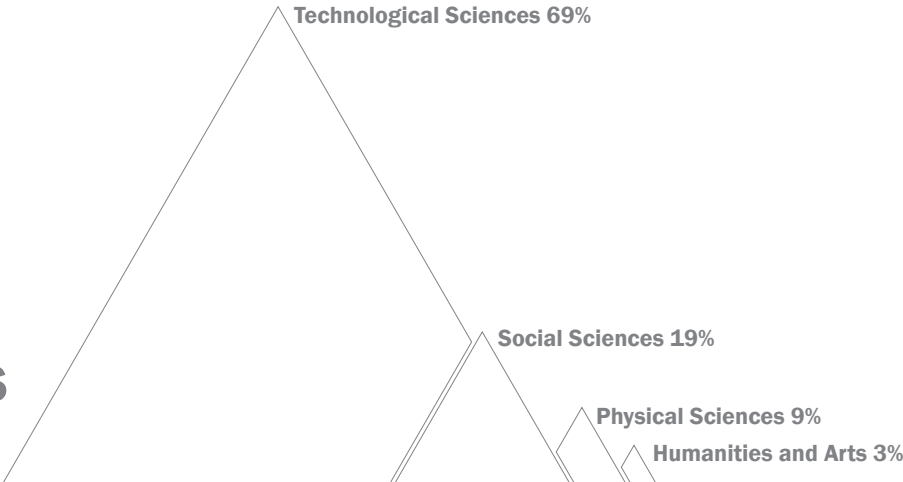 Technological Sciences 69%
Social Sciences 19%
s
Physical Sciences 9%
Humanities and Arts 3%